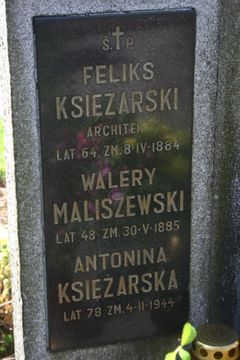 Ś✝P.
FELIKS
KSIĘŻARSKI
ARCHITEKT
LAT 64 ZM. 8-IV-1884
WALERY
MALISZEWSKI
LAT 48 ZM. 30-V-1885
ANTONINA
KSIĘŻARSKA
LAT 78 ZM. 4-II-1944